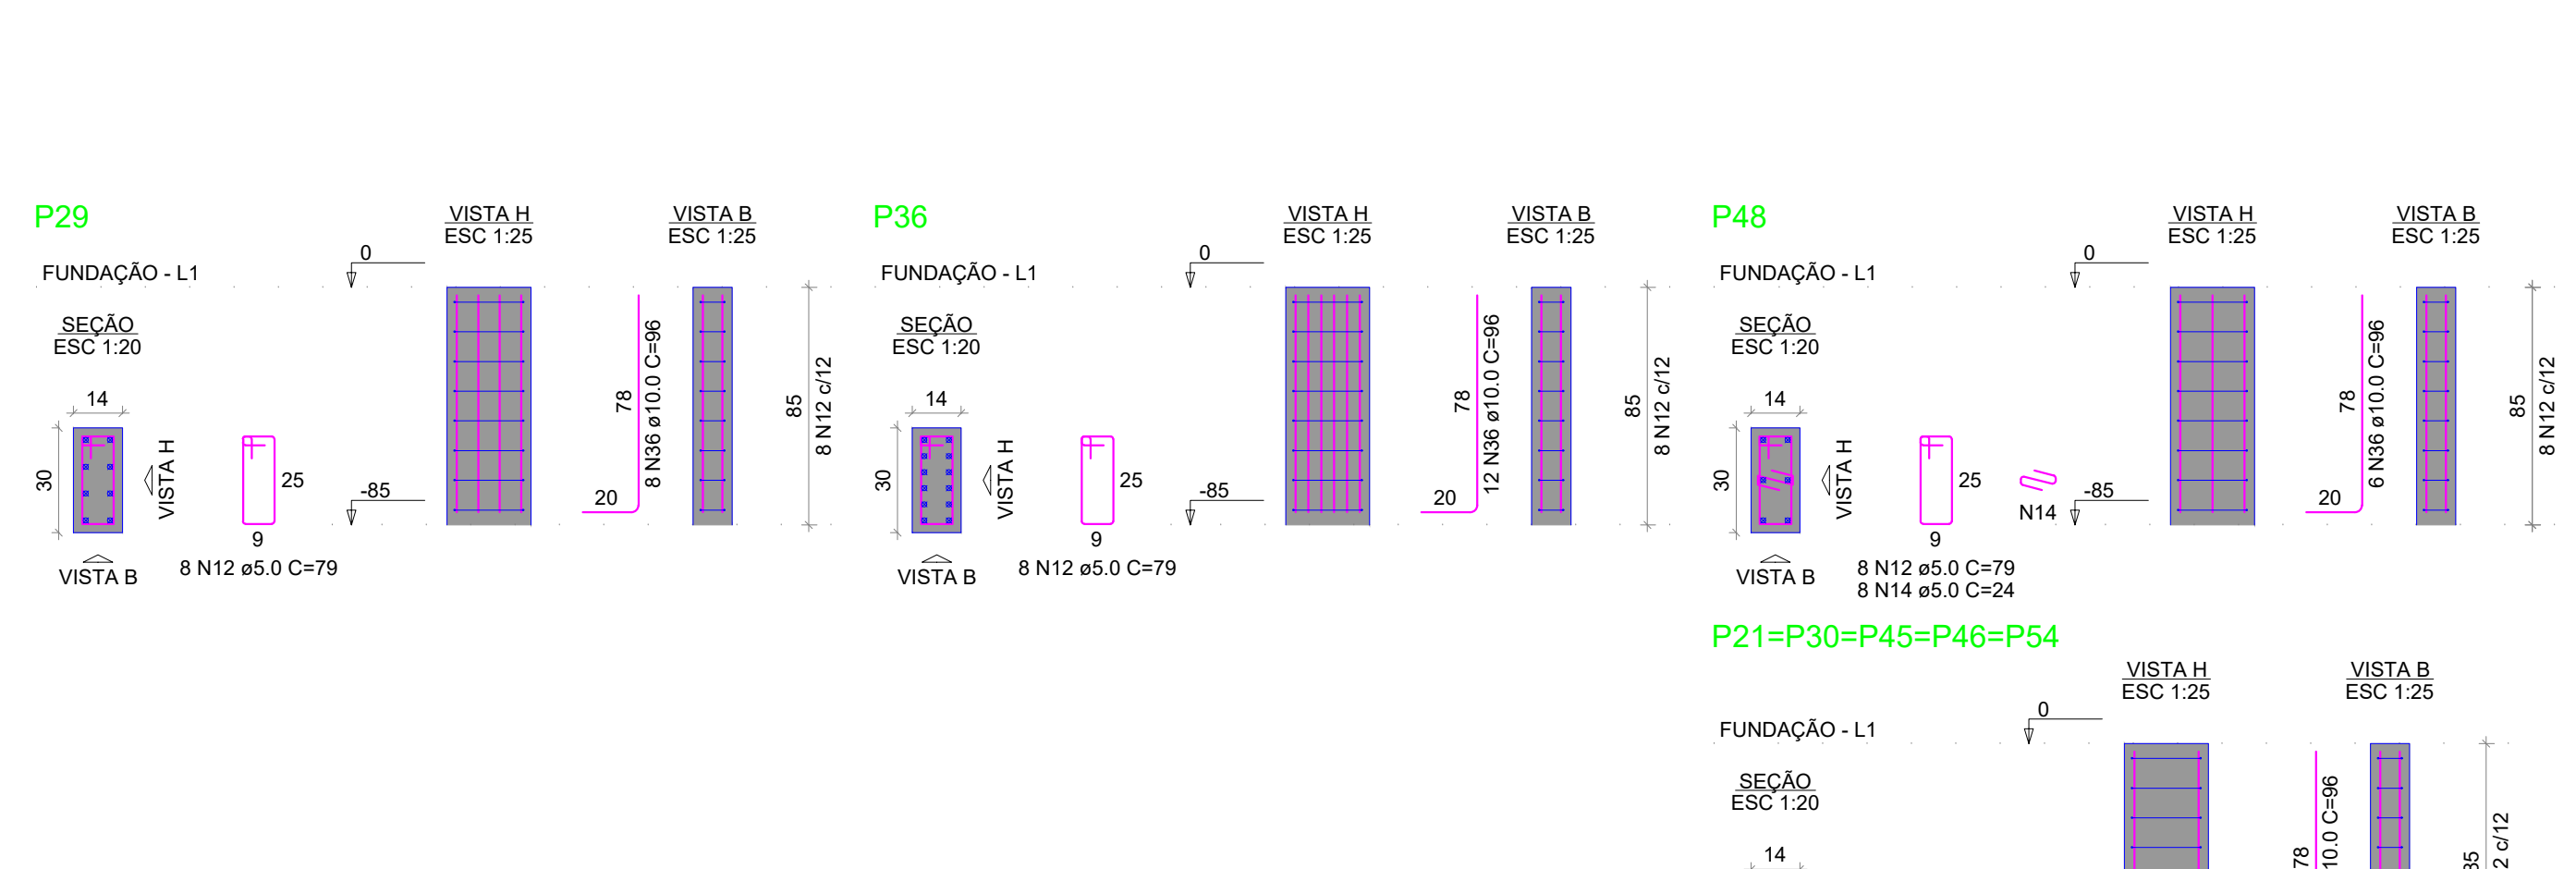 P29
VISTA H
ESC 1:25
VISTA B
ESC 1:25
0
FUNDAÇÃO - L1
SEÇÃO
ESC 1:20
14
30
VISTA H
VISTA B
25
9
8 N12 ø5.0 C=79
-85
78
20
8 N36 ø10.0 C=96
85
8 N12 c/12
P36
VISTA H
ESC 1:25
VISTA B
ESC 1:25
0
FUNDAÇÃO - L1
SEÇÃO
ESC 1:20
14
30
VISTA H
VISTA B
25
9
8 N12 ø5.0 C=79
-85
78
20
12 N36 ø10.0 C=96
85
8 N12 c/12
P48
VISTA H
ESC 1:25
VISTA B
ESC 1:25
0
FUNDAÇÃO - L1
SEÇÃO
ESC 1:20
14
30
VISTA H
VISTA B
25
9
N14
8 N12 ø5.0 C=79
8 N14 ø5.0 C=24
-85
78
20
6 N36 ø10.0 C=96
85
8 N12 c/12
P21=P30=P45=P46=P54
VISTA H
ESC 1:25
VISTA B
ESC 1:25
0
FUNDAÇÃO - L1
SEÇÃO
ESC 1:20
14
78
10.0 C=96
2 c/12